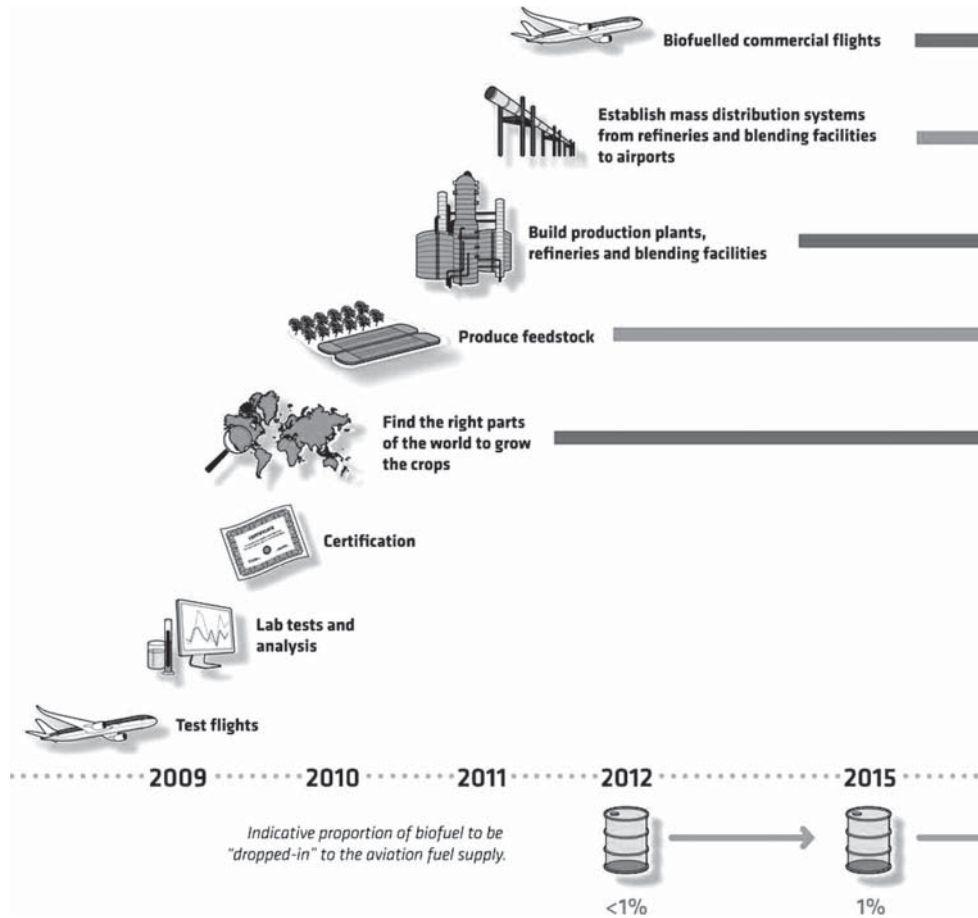 Biofuelled commercial flights
Establish mass distribution systems
from refineries and blending facilities
to airports
Build production plants,
refineries and blending facilities
Produce feedstock
Find the right parts
of the world to grow
the crops
CERTIFICATE
Certification
Lab tests and
analysis
Test flights
2009 2010 2011 2012 2015
Indicative proportion of biofuel to be
"dropped-in" to the aviation fuel supply.
<1% 1%